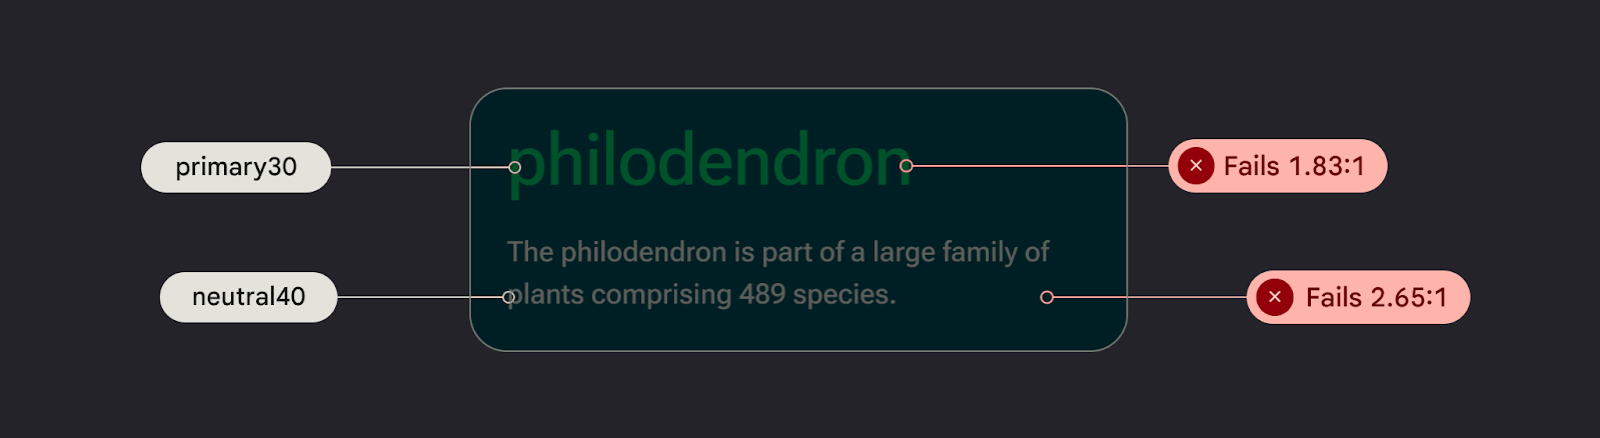 primary30
philodendron
Fails 1.83:1
The philodendron is part of a large family of
plants comprising 489 species.
neutral40
Fails 2.65:1